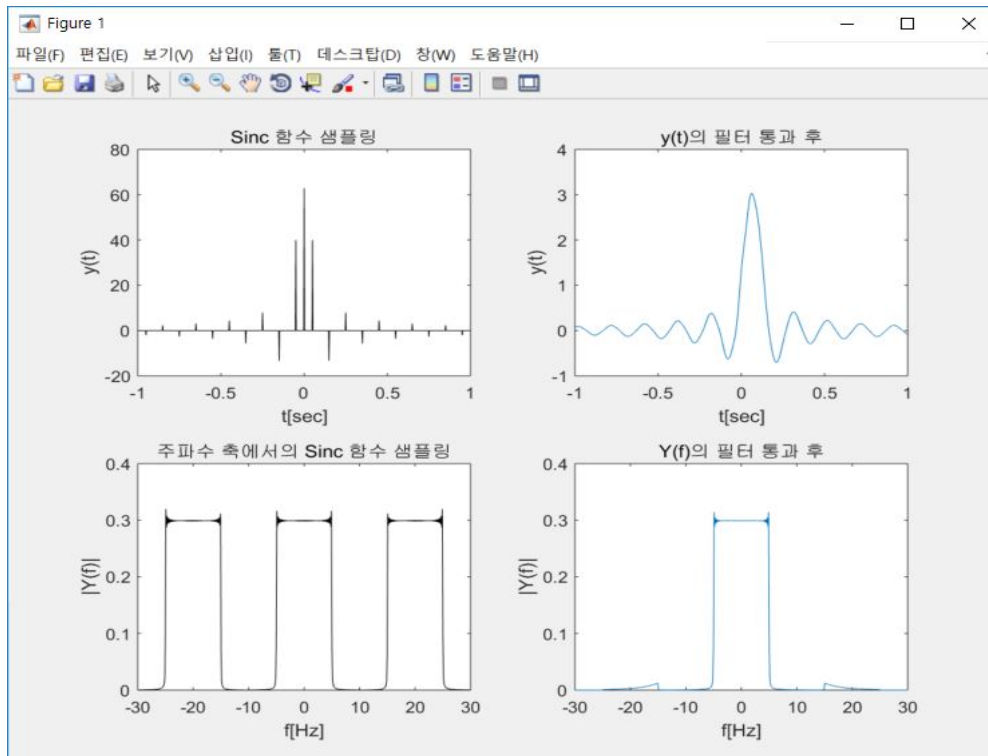 Figure 1
파일(F) 편집(E) 보기(V) 삽입(I) 툴(T) 데스크탑(D) 창(W) 도움말(H)
Sinc 함수 샘플링
80
60
40
20
0
-20
y(t)
-1 -0.5 0 0.5 1
t[sec]
y(t)의 필터 통과 후
4
3
2
1
0
-1
y(t)
-1 -0.5 0 0.5 1
t[sec]
주파수 축에서의 Sinc 함수 샘플링
0.4
0.3
0.2
0.1
0
|Y(f)|
-30 -20 -10 0 10 20 30
f[Hz]
Y(f)의 필터 통과 후
0.4
0.3
0.2
0.1
0
|Y(f)|
-30 -20 -10 0 10 20 30
f[Hz]